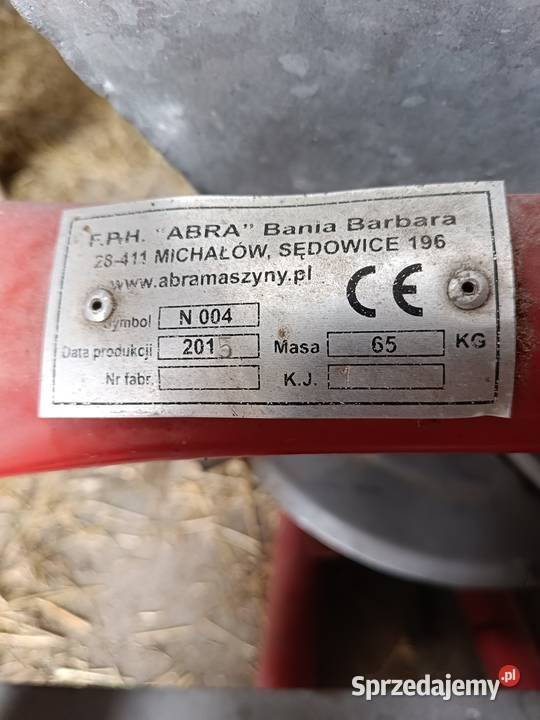 F.P.H. "ABRA" Bania Barbara
28-411 MICHAŁÓW, SĘDOWICE 196
www.abramaszyny.pl
CE
Symbol N 004
Data produkcji 2015 Masa 65 KG
Nr fabr. K.J.
Sprzedajemy.pl